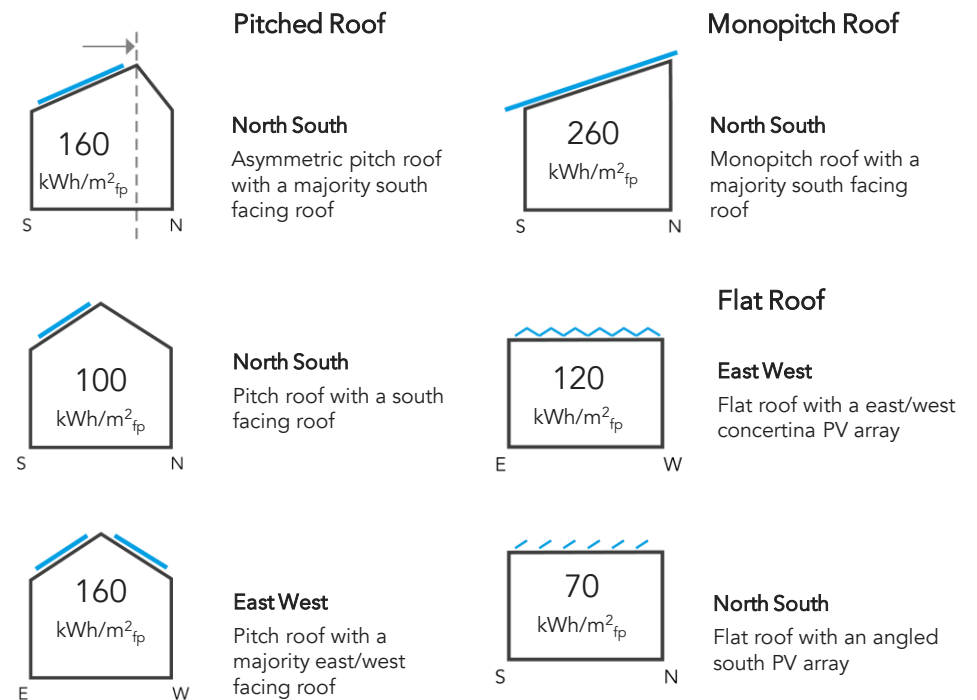 Pitched Roof
160
kWh/m²fp
S
N
North South
Asymmetric pitch roof
with a majority south
facing roof
100
kWh/m²fp
S
N
North South
Pitch roof with a south
facing roof
160
kWh/m²fp
E
W
East West
Pitch roof with a
majority east/west
facing roof
Monopitch Roof
260
kWh/m²fp
S
N
North South
Monopitch roof with a
majority south facing
roof
Flat Roof
120
kWh/m²fp
E
W
East West
Flat roof with a east/west
concertina PV array
70
kWh/m²fp
S
N
North South
Flat roof with an angled
south PV array